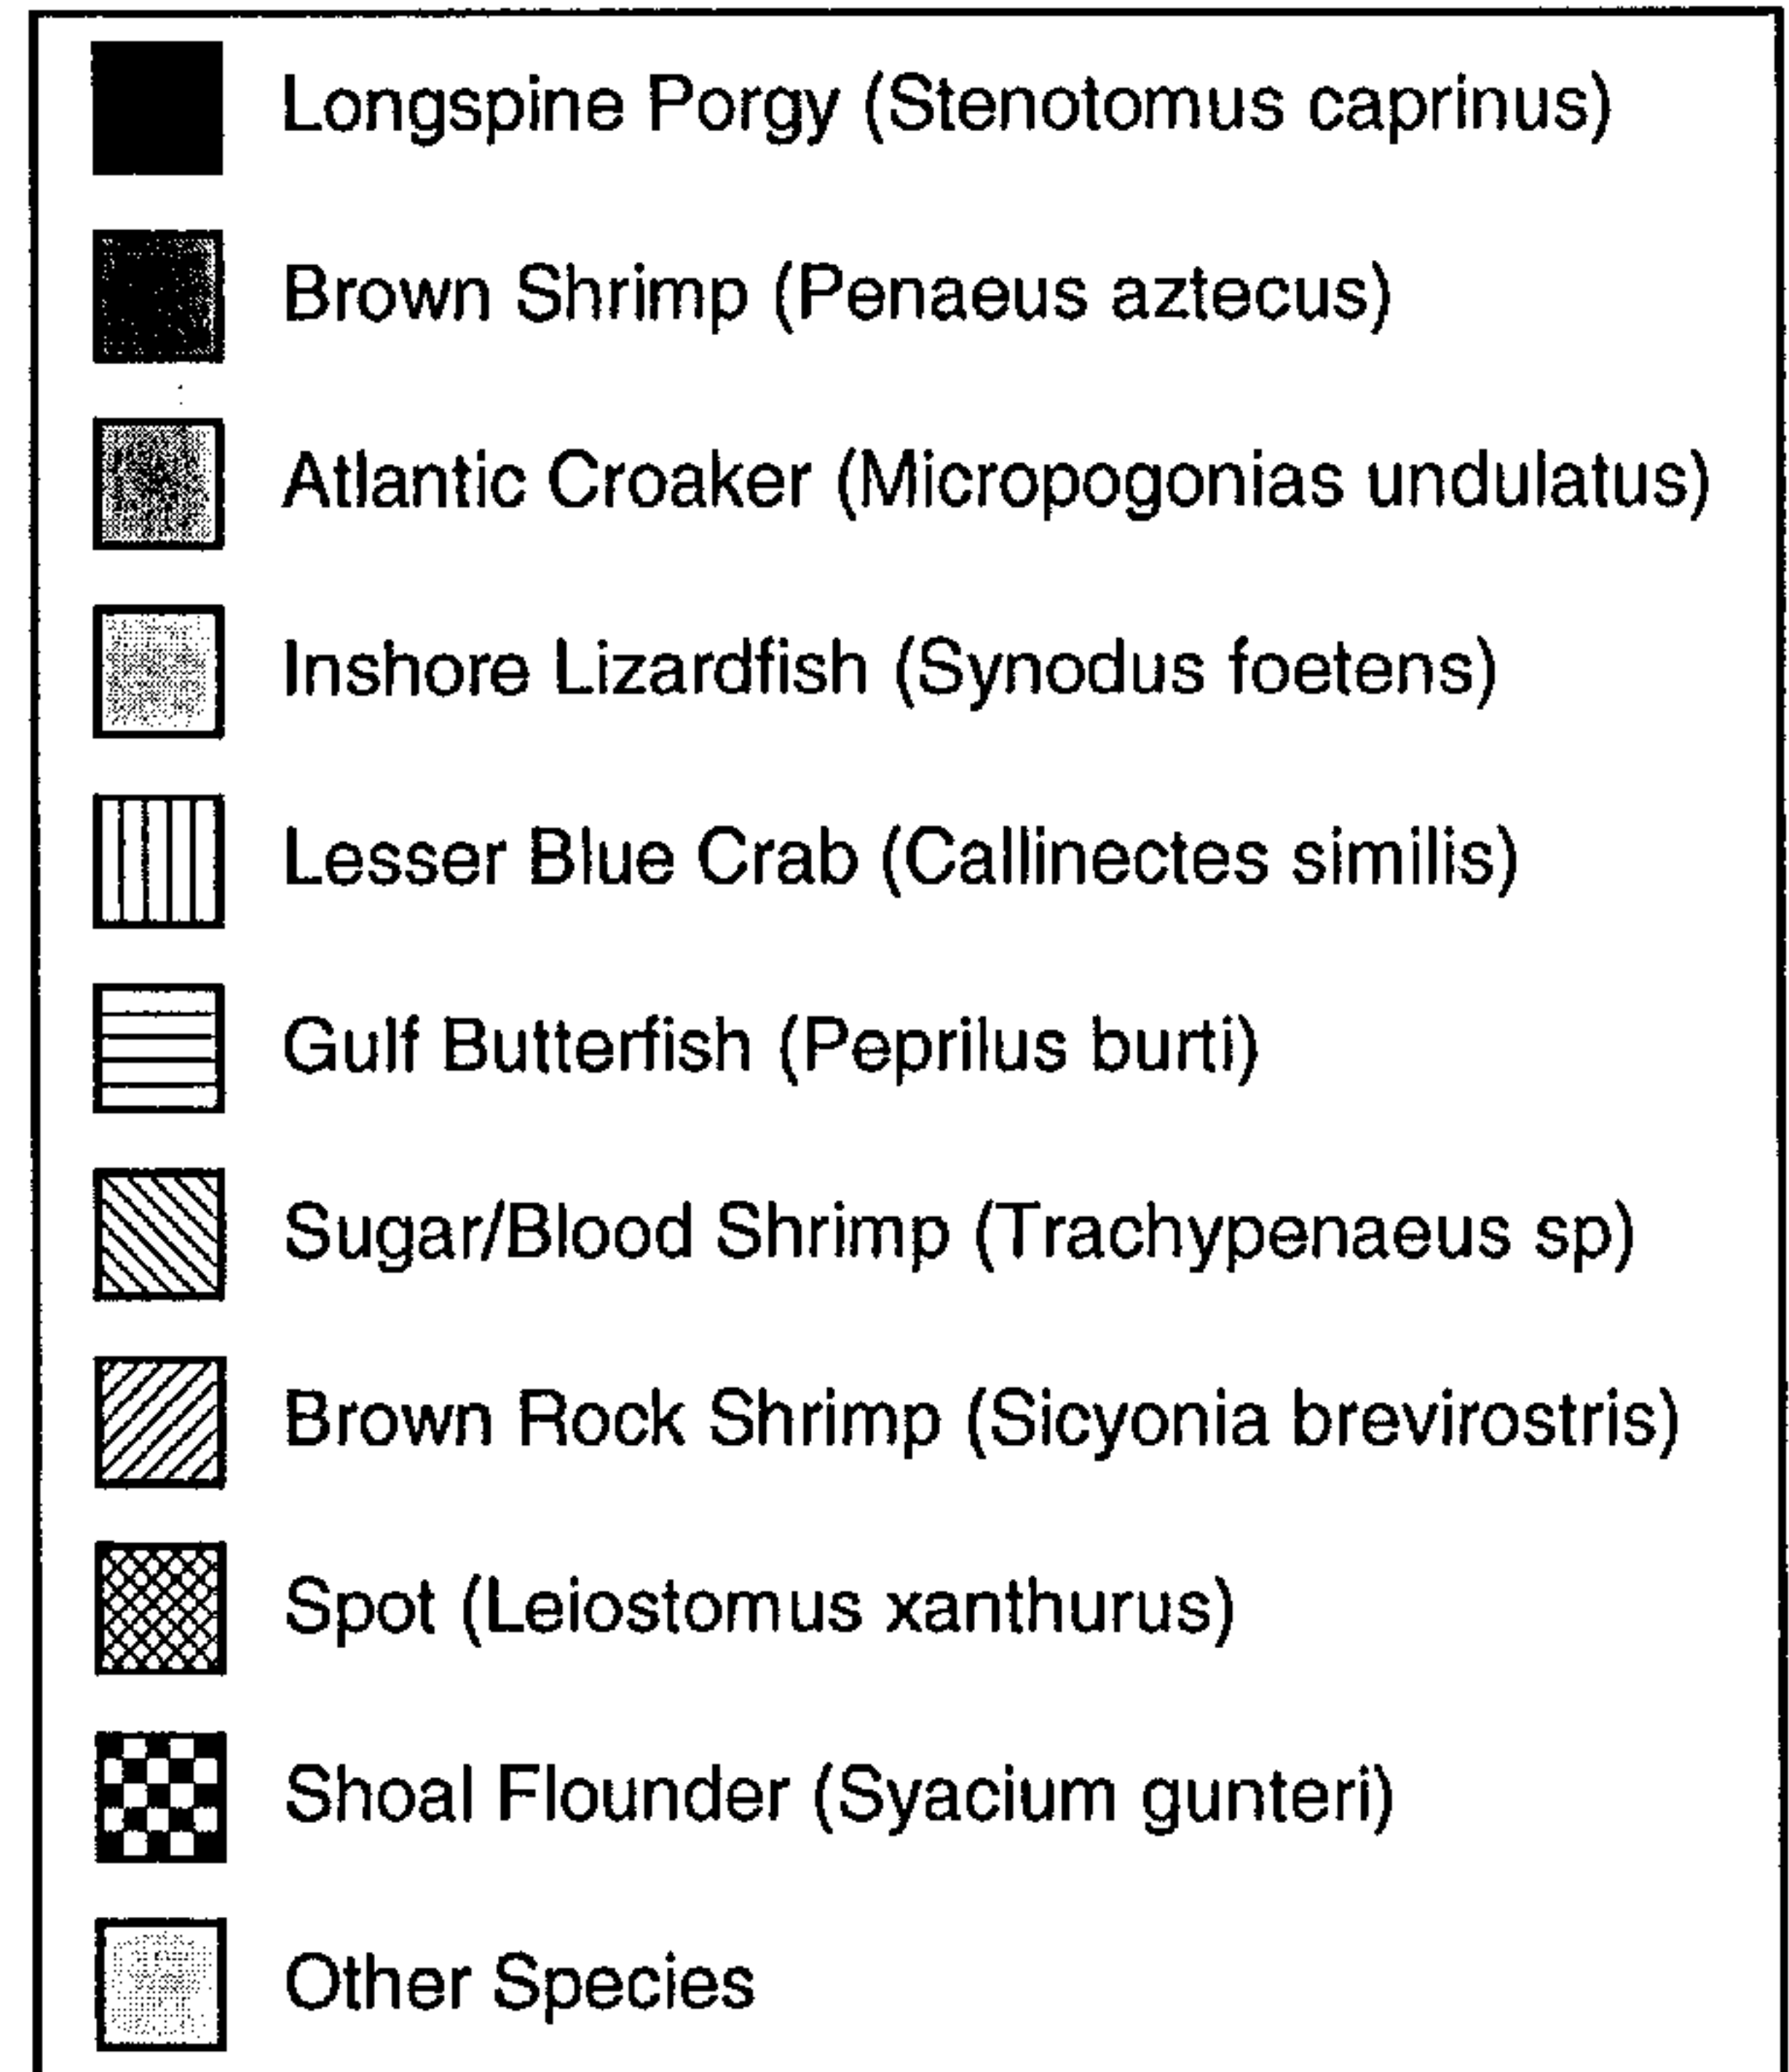 Longspine Porgy (Stenotomus caprinus)
Brown Shrimp (Penaeus aztecus)
Atlantic Croaker (Micropogonias undulatus)
Inshore Lizardfish (Synodus foetens)
Lesser Blue Crab (Callinectes similis)
Gulf Butterfish (Peprilus burti)
Sugar/Blood Shrimp (Trachypenaeus sp)
Brown Rock Shrimp (Sicyonia brevirostris)
Spot (Leiostomus xanthurus)
Shoal Flounder (Syacium gunteri)
Other Species